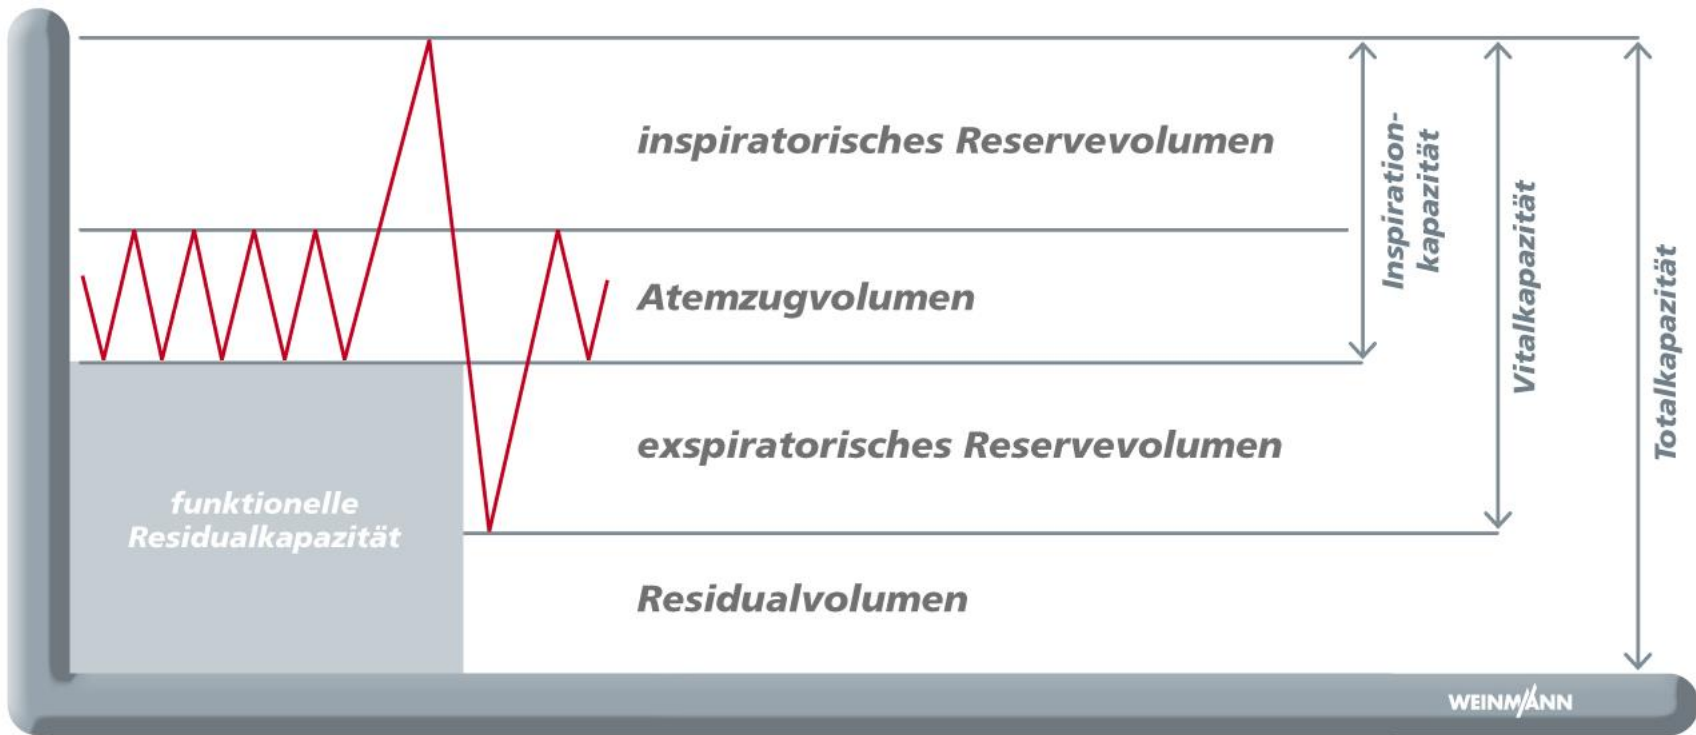 inspiratorisches Reservevolumen
Atemzugvolumen
exspiratorisches Reservevolumen
Residualvolumen
funktionelle
Residualkapazität
Inspiration-
kapazität
Vitalkapazität
Totalkapazität
WEINMANN